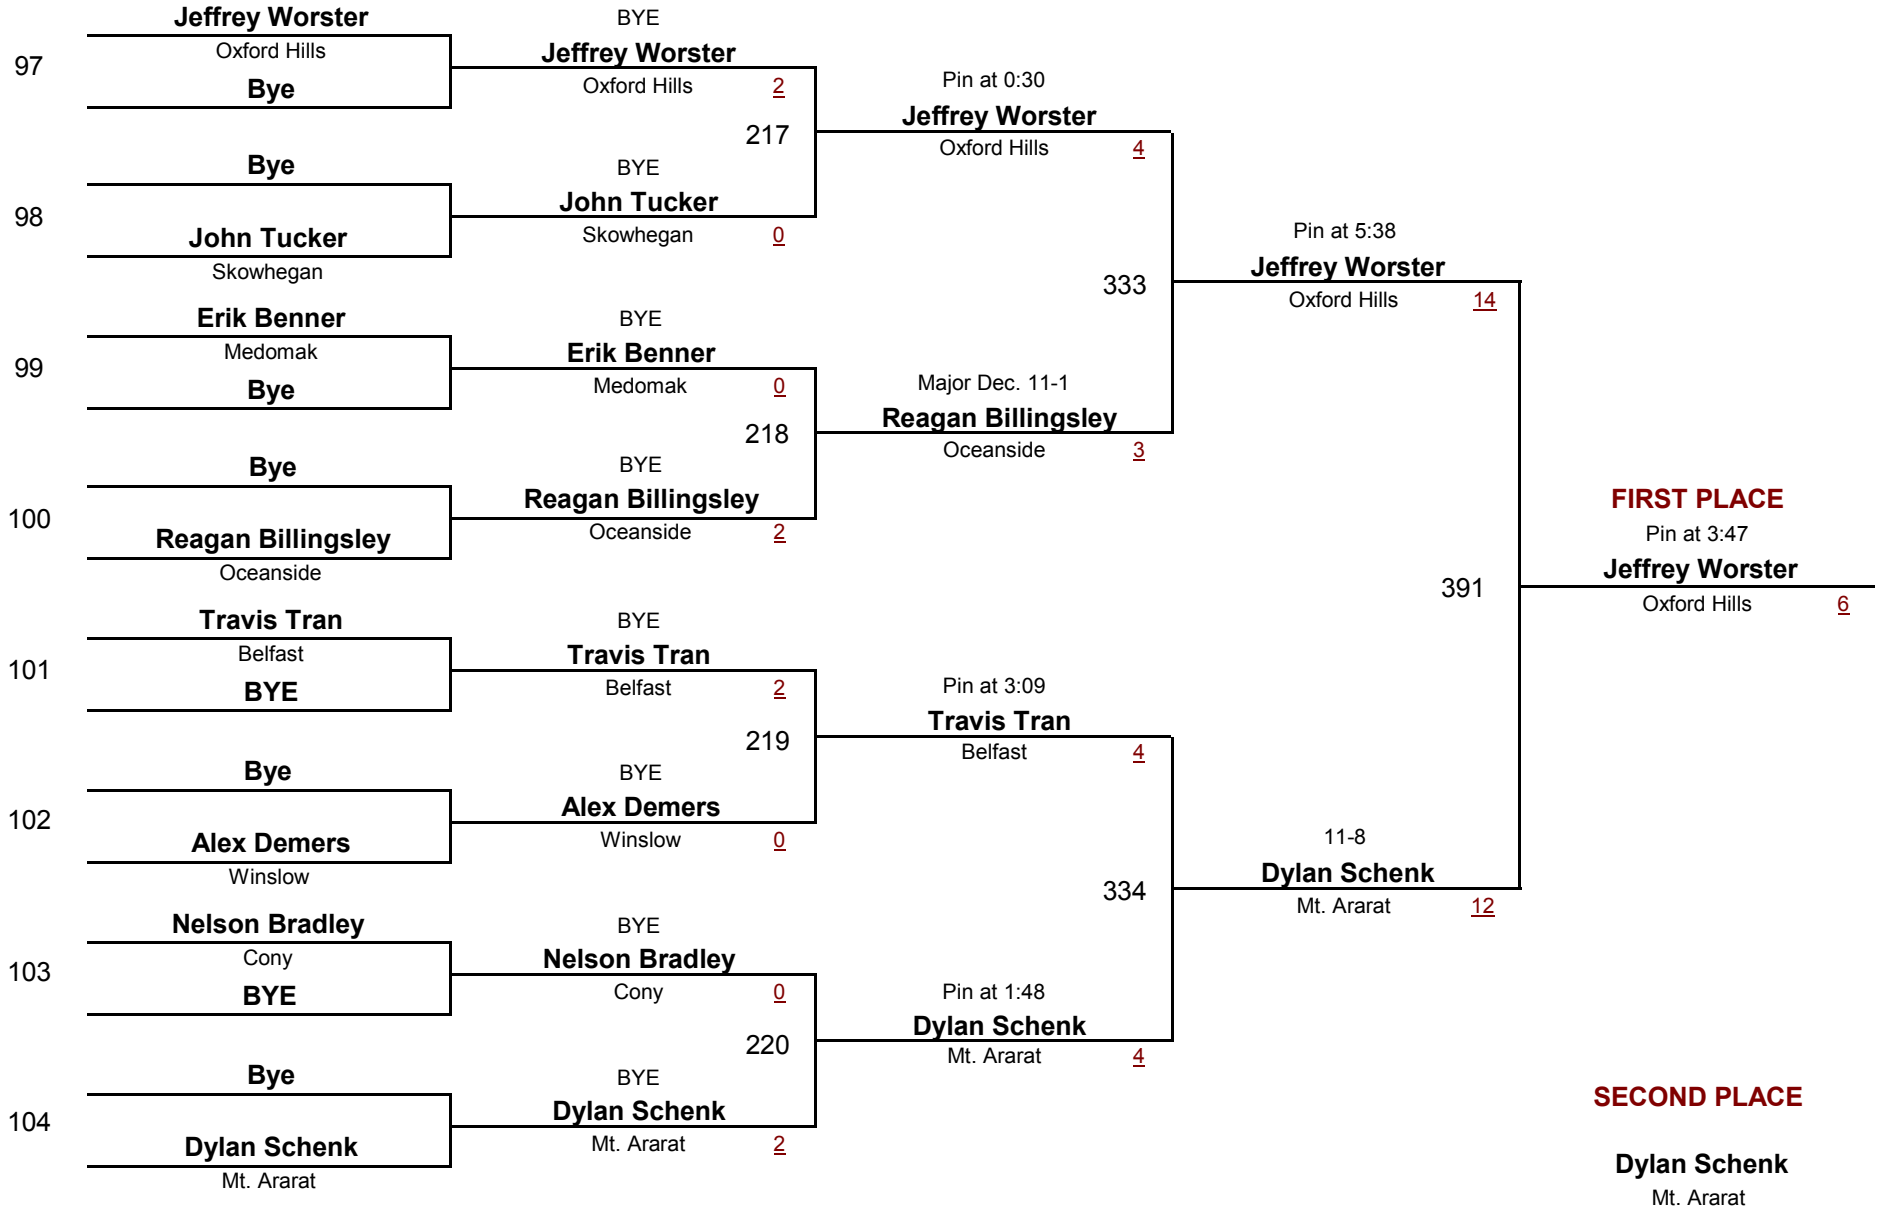 Jeffrey Worster
97
Oxford Hills
Bye
Bye
98
John Tucker
Skowhegan
Erik Benner
99
Medomak
Bye
Bye
100
Reagan Billingsley
Oceanside
Travis Tran
101
Belfast
BYE
Bye
102
Alex Demers
Winslow
Nelson Bradley
103
Cony
BYE
Bye
104
Dylan Schenk
Mt. Ararat
BYE
Jeffrey Worster
Oxford Hills 2
217
BYE
John Tucker
Skowhegan 0
BYE
Erik Benner
Medomak 0
218
BYE
Reagan Billingsley
Oceanside 2
BYE
Travis Tran
Belfast 2
219
BYE
Alex Demers
Winslow 0
BYE
Nelson Bradley
Cony 0
220
BYE
Dylan Schenk
Mt. Ararat 2
Pin at 0:30
Jeffrey Worster
Oxford Hills 4
333
Major Dec. 11-1
Reagan Billingsley
Oceanside 3
Pin at 3:09
Travis Tran
Belfast 4
334
Pin at 1:48
Dylan Schenk
Mt. Ararat 4
Pin at 5:38
Jeffrey Worster
Oxford Hills 14
391
11-8
Dylan Schenk
Mt. Ararat 12
FIRST PLACE
Pin at 3:47
Jeffrey Worster
Oxford Hills 6
SECOND PLACE
Dylan Schenk
Mt. Ararat